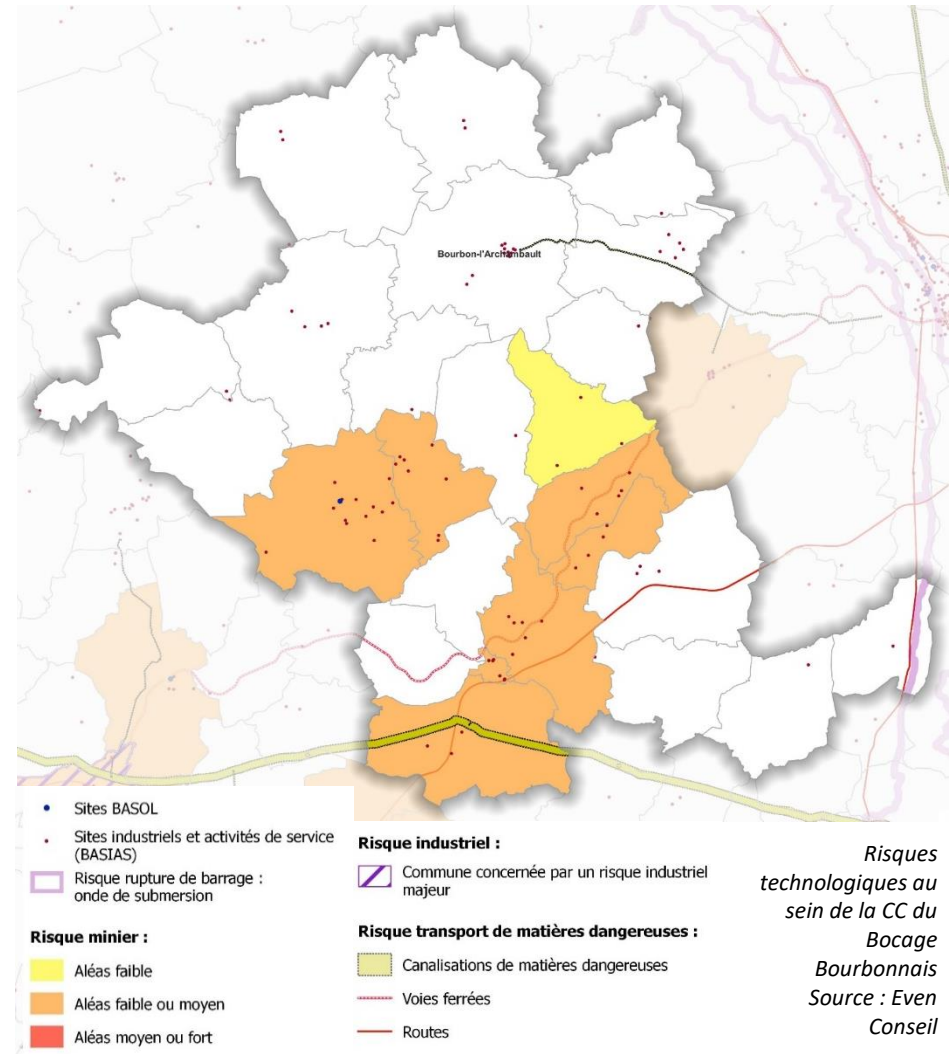 Bourbon-l'Archambault
Sites BASOL
Sites industriels et activités de service
(BASIAS)
Risque rupture de barrage :
onde de submersion
Risque minier :
Aléas faible
Aléas faible ou moyen
Aléas moyen ou fort
Risque industriel :
Commune concernée par un risque industriel
majeur
Risque transport de matières dangereuses :
Canalisations de matières dangereuses
Voies ferrées
Routes
Risques
technologiques au
sein de la CC du
Bocage
Bourbonnais
Source : Even
Conseil